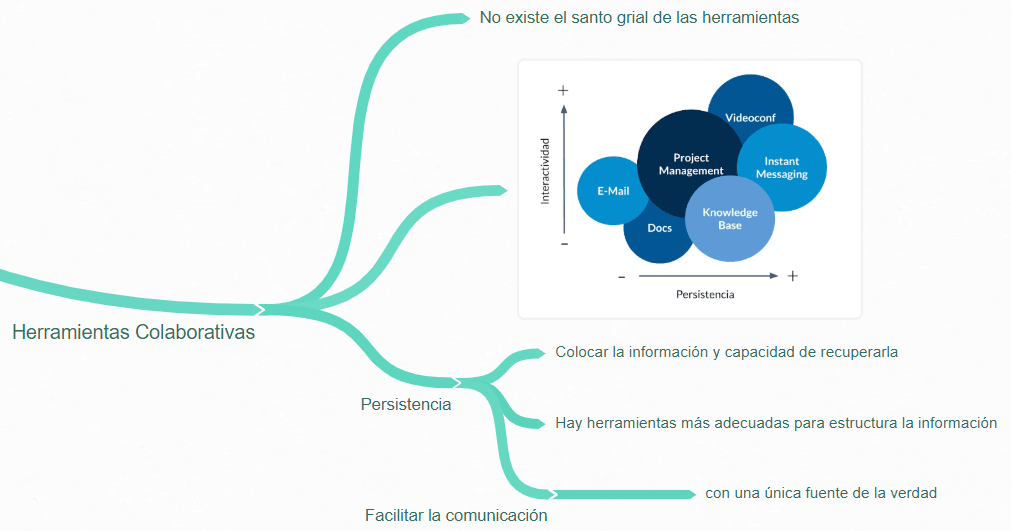 No existe el santo grial de las herramientas
+
Interactividad
-
Videoconf
Project
Management
Instant
Messaging
E-Mail
Knowledge
Base
Docs
- +
Persistencia
Herramientas Colaborativas
Colocar la información y capacidad de recuperarla
Persistencia
Hay herramientas más adecuadas para estructura la información
con una única fuente de la verdad
Facilitar la comunicación